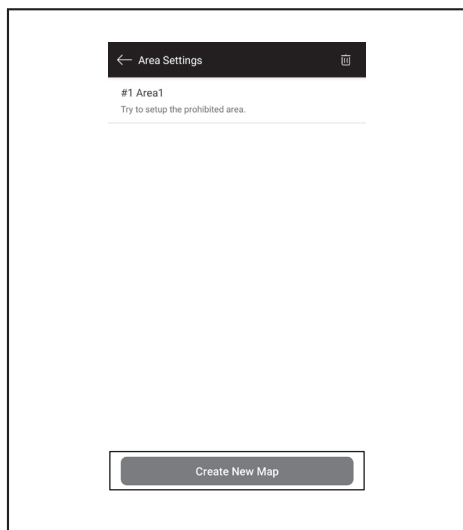 Area Settings
#1 Area1
Try to setup the prohibited area.
Create New Map